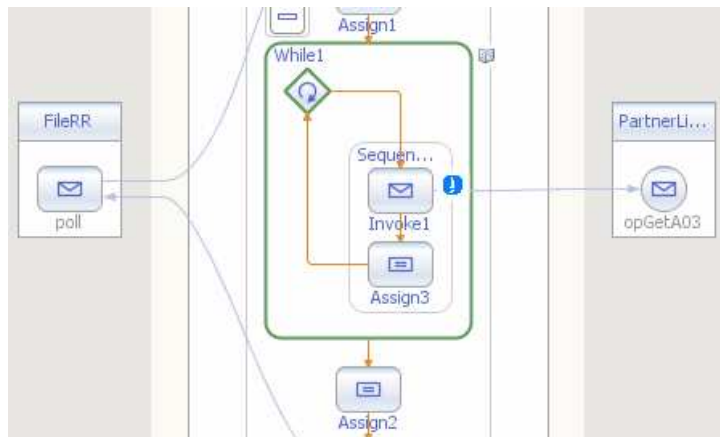 Assign1
While1
FileRR
PartnerLi...
Sequen...
poll
Invoke1
opGetA03
Assign3
Assign2